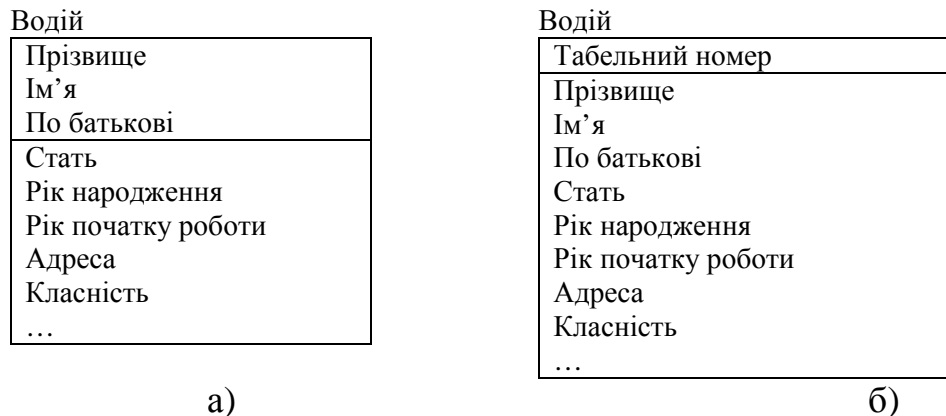 Водій
Прізвище
Ім’я
По батькові
Стать
Рік народження
Рік початку роботи
Адреса
Класність
…
а)
Водій
Табельний номер
Прізвище
Ім’я
По батькові
Стать
Рік народження
Рік початку роботи
Адреса
Класність
…
б)